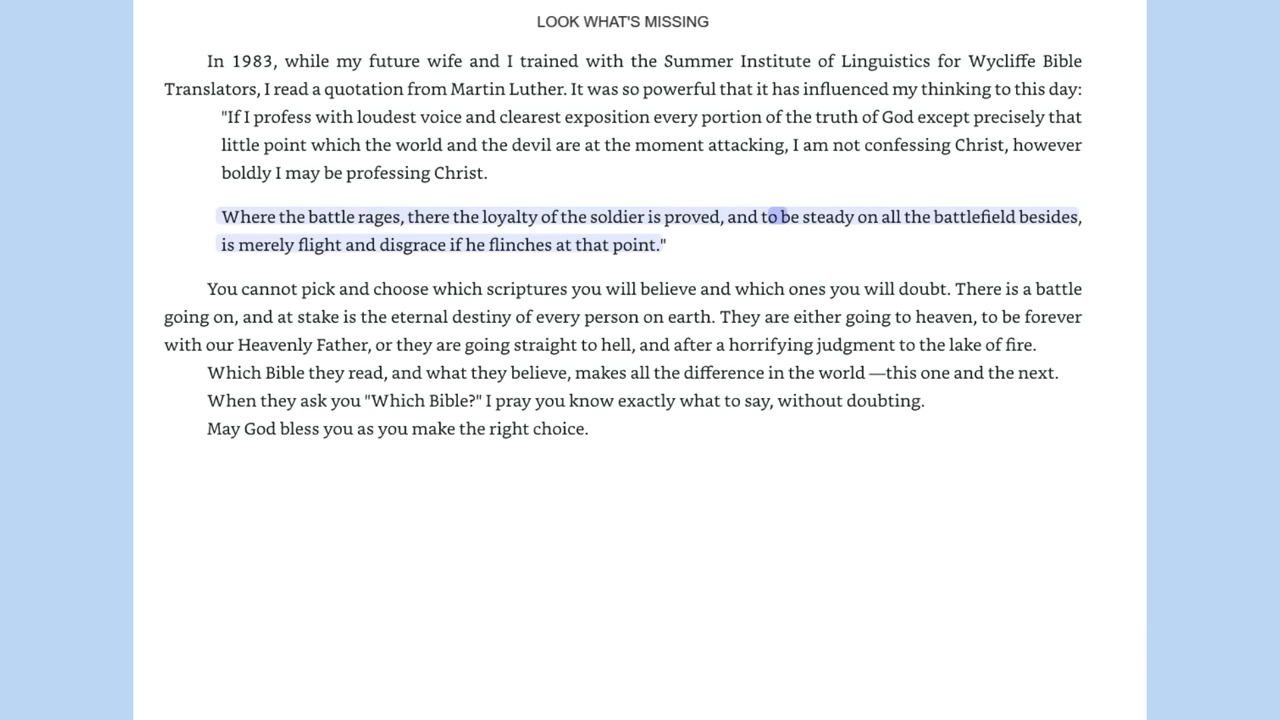 LOOK WHAT'S MISSING
In 1983, while my future wife and I trained with the Summer Institute of Linguistics for Wycliffe Bible
Translators, I read a quotation from Martin Luther. It was so powerful that it has influenced my thinking to this day:
"If I profess with loudest voice and clearest exposition every portion of the truth of God except precisely that
little point which the world and the devil are at the moment attacking, I am not confessing Christ, however
boldly I may be professing Christ.
Where the battle rages, there the loyalty of the soldier is proved, and to be steady on all the battlefield besides,
is merely flight and disgrace if he flinches at that point."
You cannot pick and choose which scriptures you will believe and which ones you will doubt. There is a battle
going on, and at stake is the eternal destiny of every person on earth. They are either going to heaven, to be forever
with our Heavenly Father, or they are going straight to hell, and after a horrifying judgment to the lake of fire.
Which Bible they read, and what they believe, makes all the difference in the world —this one and the next.
When they ask you "Which Bible?" I pray you know exactly what to say, without doubting.
May God bless you as you make the right choice.